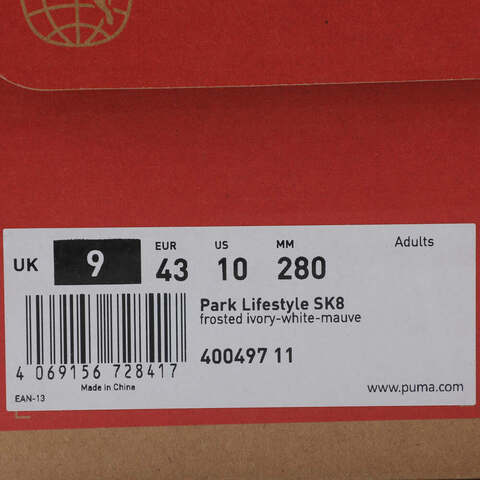 UK 9 EUR 43 US 10 MM 280 Adults
Park Lifestyle SK8
frosted ivory-white-mauve
400497 11
4 069156 728417
Made in China
EAN-13
www.puma.com